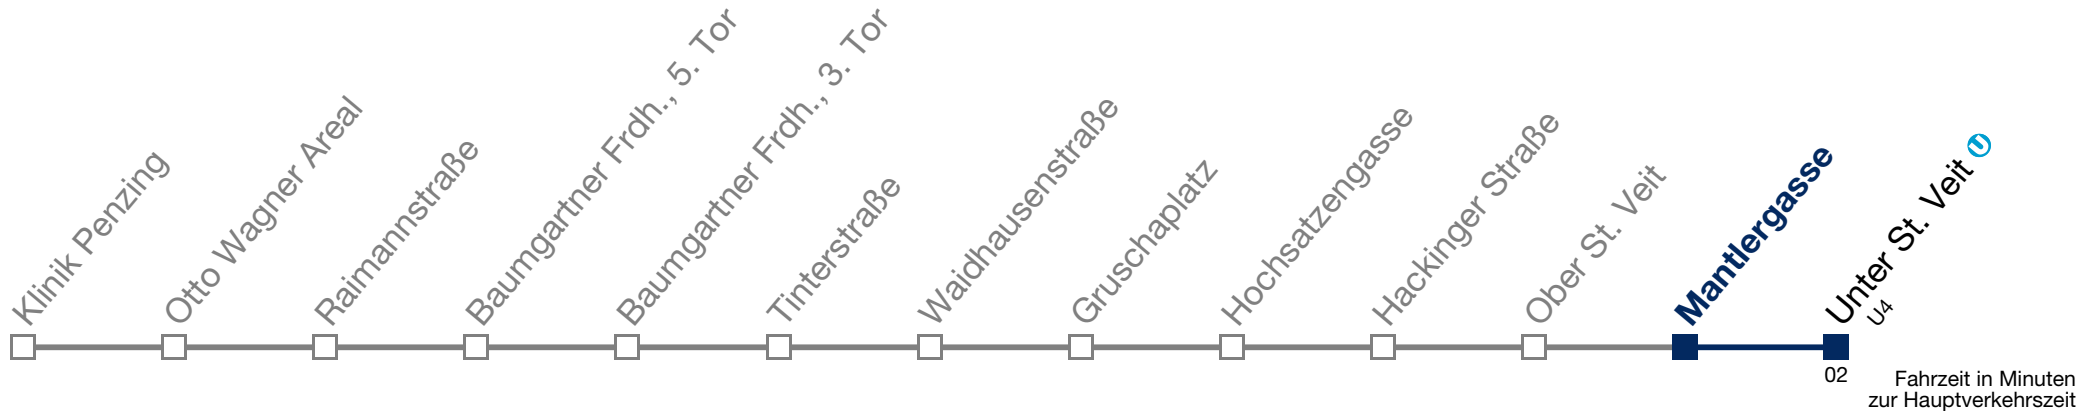 Klinik Penzing
Otto Wagner Areal
Raimannstraße
Baumgartner Frdh., 5. Tor
Baumgartner Frdh., 3. Tor
Tinterstraße
Waidhausenstraße
Gruschaplatz
Hochsatzengasse
Hackinger Straße
Ober St. Veit
Mantlergasse
Unter St. Veit
U4
02
Fahrzeit in Minuten
zur Hauptverkehrszeit